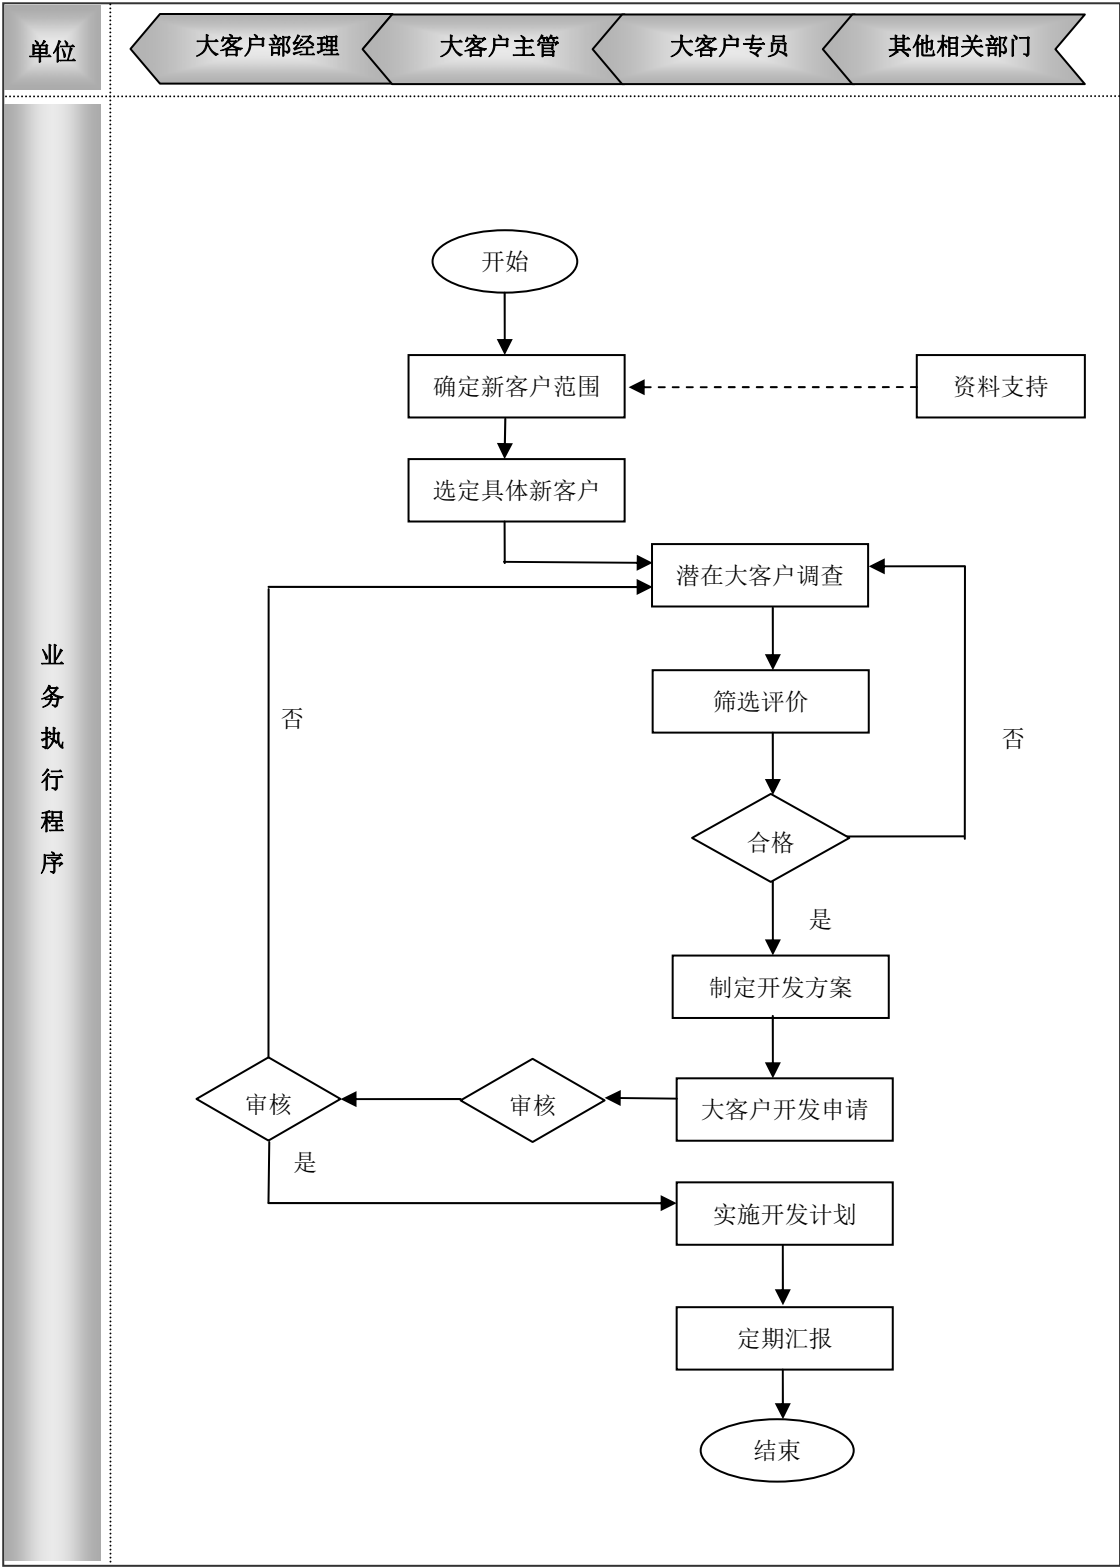 单位
大客户部经理
大客户主管
大客户专员
其他相关部门
业
务
执
行
程
序
开始
确定新客户范围
资料支持
选定具体新客户
潜在大客户调查
筛选评价
否
否
合格
是
制定开发方案
审核
审核
大客户开发申请
是
实施开发计划
定期汇报
结束